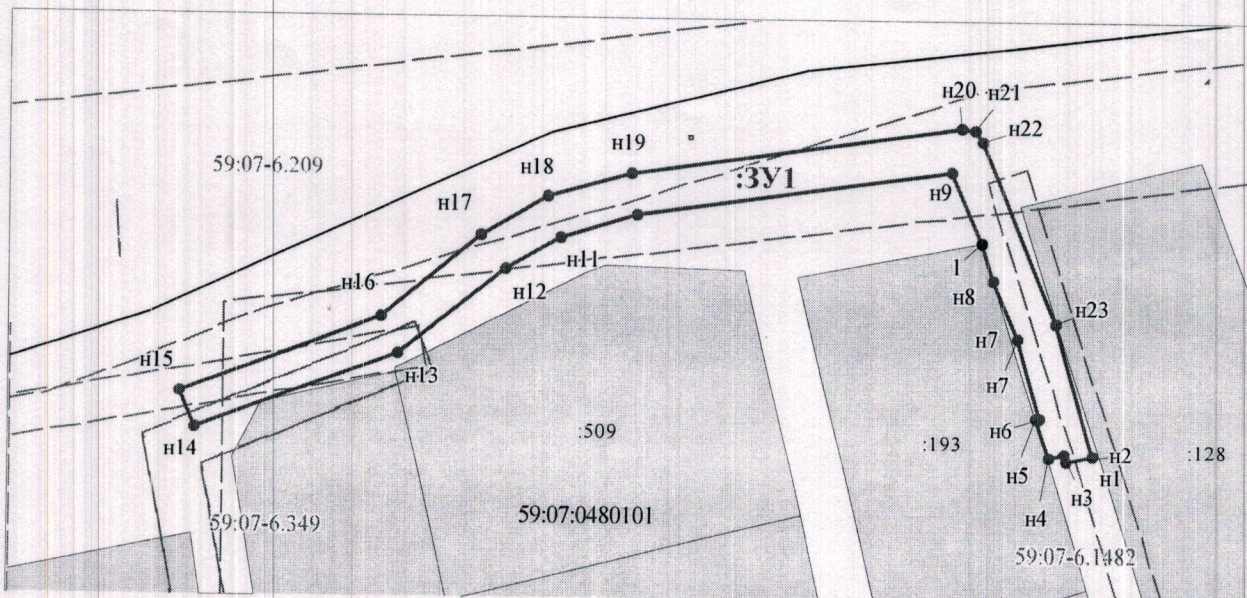 н20
н21
н22
н19
59:07-6.209
н18
:ЗУ1
н9
н17
н11
1
н12
н8
н16
н23
н7
н15
н13
н7
н14
:509
н6
:193
н2
:128
н5
н1
н3
59:07-6.349
59:07:0480101
н4
59:07-6.1482